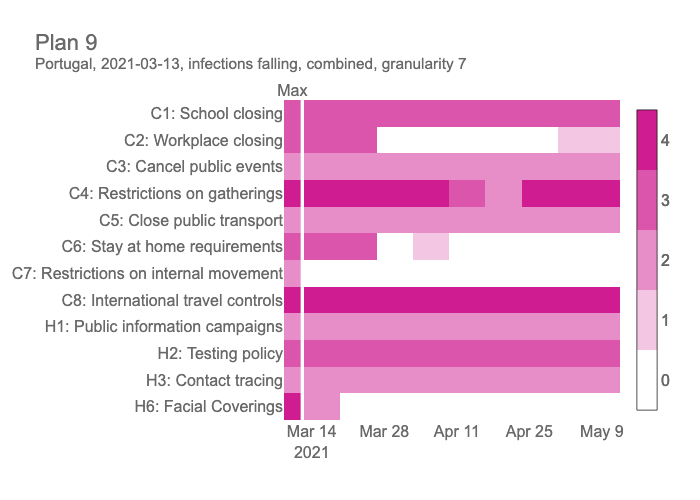 Plan 9
Portugal, 2021-03-13, infections falling, combined, granularity 7
Max
C1: School closing
C2: Workplace closing
C3: Cancel public events
C4: Restrictions on gatherings
C5: Close public transport
C6: Stay at home requirements
C7: Restrictions on internal movement
C8: International travel controls
H1: Public information campaigns
H2: Testing policy
H3: Contact tracing
H6: Facial Coverings
Mar 14 Mar 28 Apr 11 Apr 25 May 9
2021
4
3
2
1
0